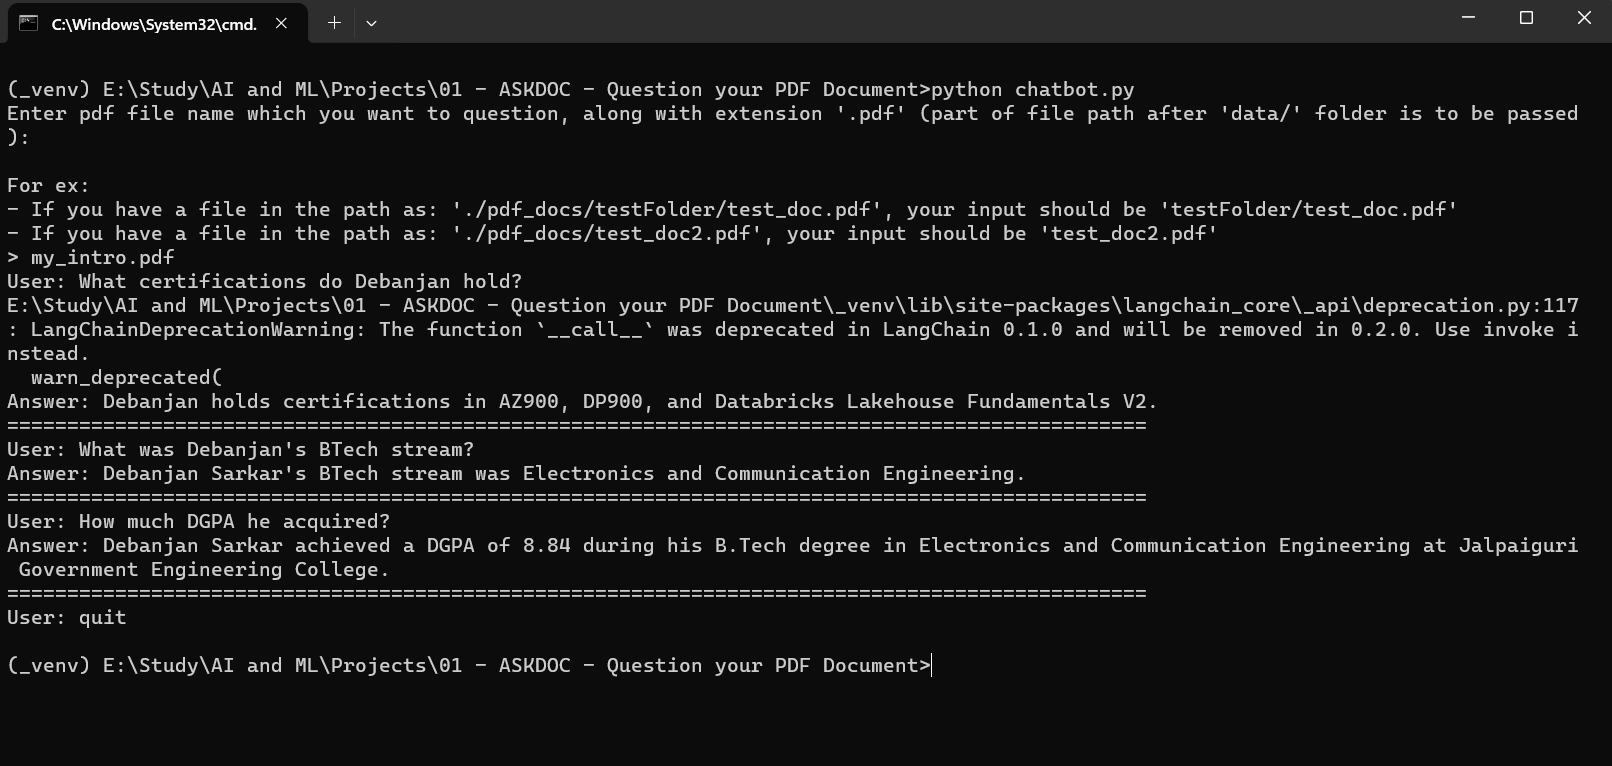 C:\Windows\System32\cmd.
(_venv) E:\Study\AI and ML\Projects\01 - ASKDOC - Question your PDF Document>python chatbot.py
Enter pdf file name which you want to question, along with extension '.pdf' (part of file path after 'data/' folder is to be passed
):
For ex:
- If you have a file in the path as: './pdf_docs/testFolder/test_doc.pdf', your input should be 'testFolder/test_doc.pdf'
- If you have a file in the path as: './pdf_docs/test_doc2.pdf', your input should be 'test_doc2.pdf'
> my_intro.pdf
User: What certifications do Debanjan hold?
E:\Study\AI and ML\Projects\01 - ASKDOC - Question your PDF Document\_venv\lib\site-packages\langchain_core\_api\deprecation.py:117
: LangChainDeprecationWarning: The function `__call__` was deprecated in LangChain 0.1.0 and will be removed in 0.2.0. Use invoke i
nstead.
  warn_deprecated(
Answer: Debanjan holds certifications in AZ900, DP900, and Databricks Lakehouse Fundamentals V2.
===============================================================================================
User: What was Debanjan's BTech stream?
Answer: Debanjan Sarkar's BTech stream was Electronics and Communication Engineering.
===============================================================================================
User: How much DGPA he acquired?
Answer: Debanjan Sarkar achieved a DGPA of 8.84 during his B.Tech degree in Electronics and Communication Engineering at Jalpaiguri
 Government Engineering College.
===============================================================================================
User: quit
(_venv) E:\Study\AI and ML\Projects\01 - ASKDOC - Question your PDF Document>